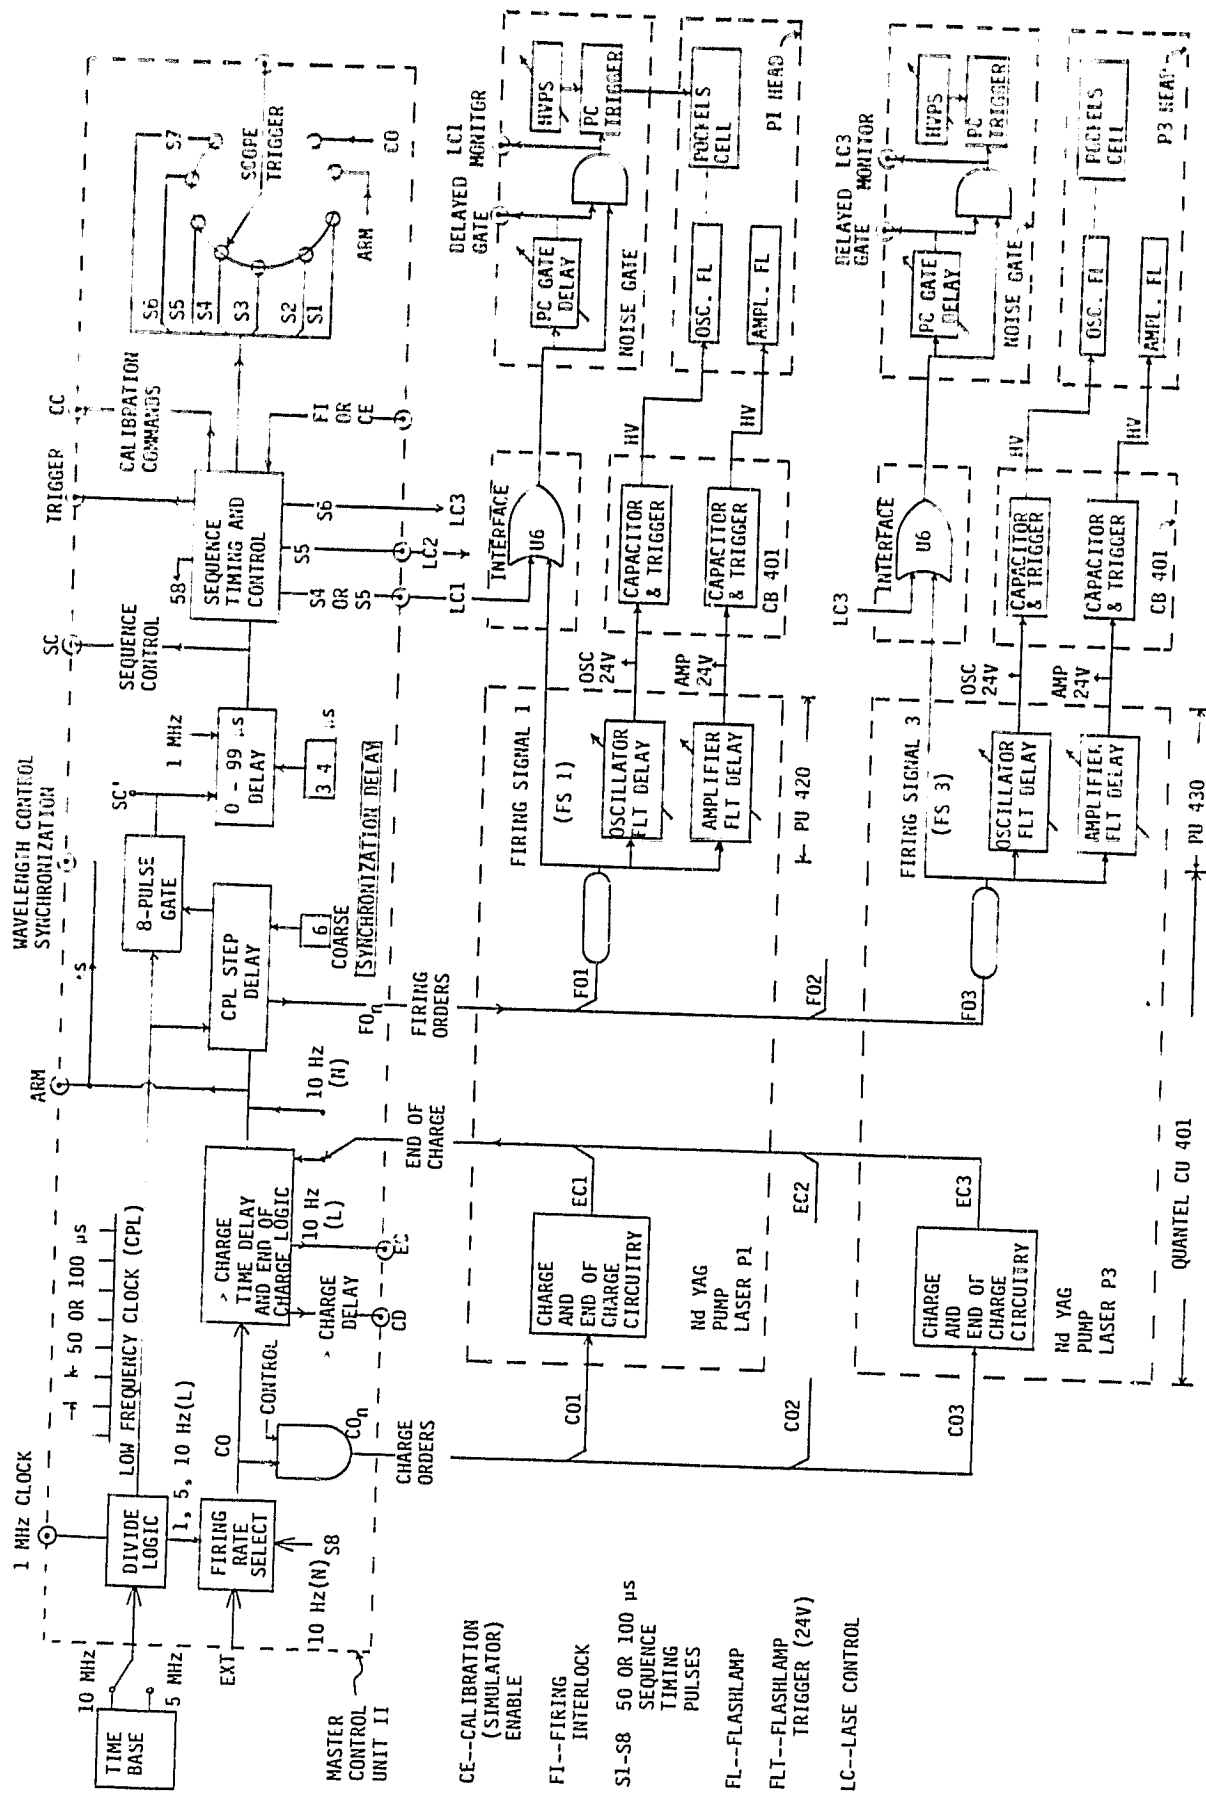 TIME
BASE
10 MHz
5 MHz
EXT
1 MHz CLOCK
DIVIDE
LOGIC
→ ← 50 OR 100 µs
LOW FREQUENCY CLOCK (CPL)
1, 5, 10 Hz(L)
FIRING
RATE
SELECT
S8
10 Hz(N)
MASTER
CONTROL
UNIT II
CO
CONTROL
CO_n
CHARGE
ORDERS
> CHARGE
TIME DELAY
AND END OF
CHARGE LOGIC
> CHARGE
DELAY
CD
10 Hz
(L)
EC
END OF
CHARGE
ARM
10 Hz
(N)
WAVELENGTH CONTROL
SYNCHRONIZATION
8-PULSE
GATE
CPL STEP
DELAY
6
COARSE
SYNCHRONIZATION DELAY
FO_n
FIRING
ORDERS
SC'
1 MHz
0 - 99 µs
DELAY
3 4 µs
SC
SEQUENCE
CONTROL
TRIGGER
SEQUENCE
TIMING AND
CONTROL
CC
CALIBRATION
COMMANDS
FI
OR
CE
S4
OR
S5
LC1
S5
LC2
S6
LC3
S6
S5
S4
S3
S2
S1
S7
SCOPE
TRIGGER
ARM
CO
CO1
CHARGE
AND
END OF
CHARGE
CIRCUITRY
EC1
Nd YAG
PUMP
LASER P1
FO1
FIRING SIGNAL 1
(FS 1)
OSCILLATOR
FLT DELAY
AMPLIFIER
FLT DELAY
PU 420
OSC
24V
AMP
24V
INTERFACE
U6
CAPACITOR
& TRIGGER
CAPACITOR
& TRIGGER
CB 401
HV
HV
DELAYED
GATE
LC1
MONITOR
PC GATE
DELAY
NOISE GATE
HVPS
PC
TRIGGER
OSC. FL
AMPL. FL
POCKELS
CELL
P1 HEAD
CO2
EC2
FO2
CO3
CHARGE
AND
END OF
CHARGE
CIRCUITRY
EC3
Nd YAG
PUMP
LASER P3
FO3
FIRING SIGNAL 3
(FS 3)
OSCILLATOR
FLT DELAY
AMPLIFIER
FLT DELAY
PU 430
QUANTEL CU 401
OSC
24V
AMP
24V
LC3
INTERFACE
U6
CAPACITOR
& TRIGGER
CAPACITOR
& TRIGGER
CB 401
HV
HV
DELAYED
GATE
LC3
MONITOR
PC GATE
DELAY
NOISE GATE
HVPS
PC
TRIGGER
OSC. FL
AMPL. FL
POCKELS
CELL
P3 HEAD
CE--CALIBRATION
(SIMULATOR)
ENABLE
FI--FIRING
INTERLOCK
S1-S8 50 OR 100 µs
SEQUENCE
TIMING
PULSES
FL--FLASHLAMP
FLT--FLASHLAMP
TRIGGER (24V)
LC--LASE CONTROL